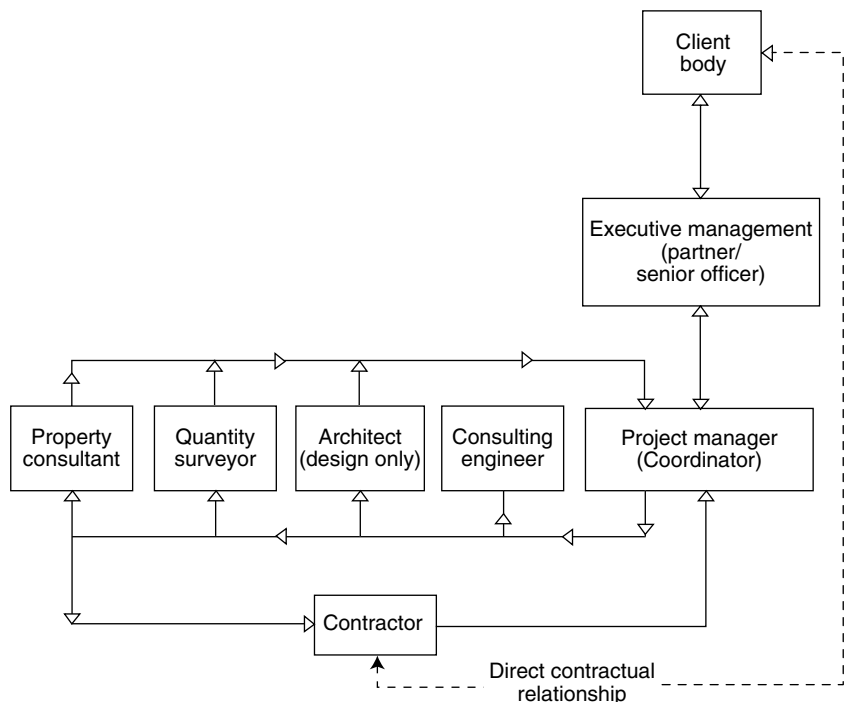 Client
body
Executive management
(partner/
senior officer)
Property
consultant
Quantity
surveyor
Architect
(design only)
Consulting
engineer
Project manager
(Coordinator)
Contractor
Direct contractual
relationship